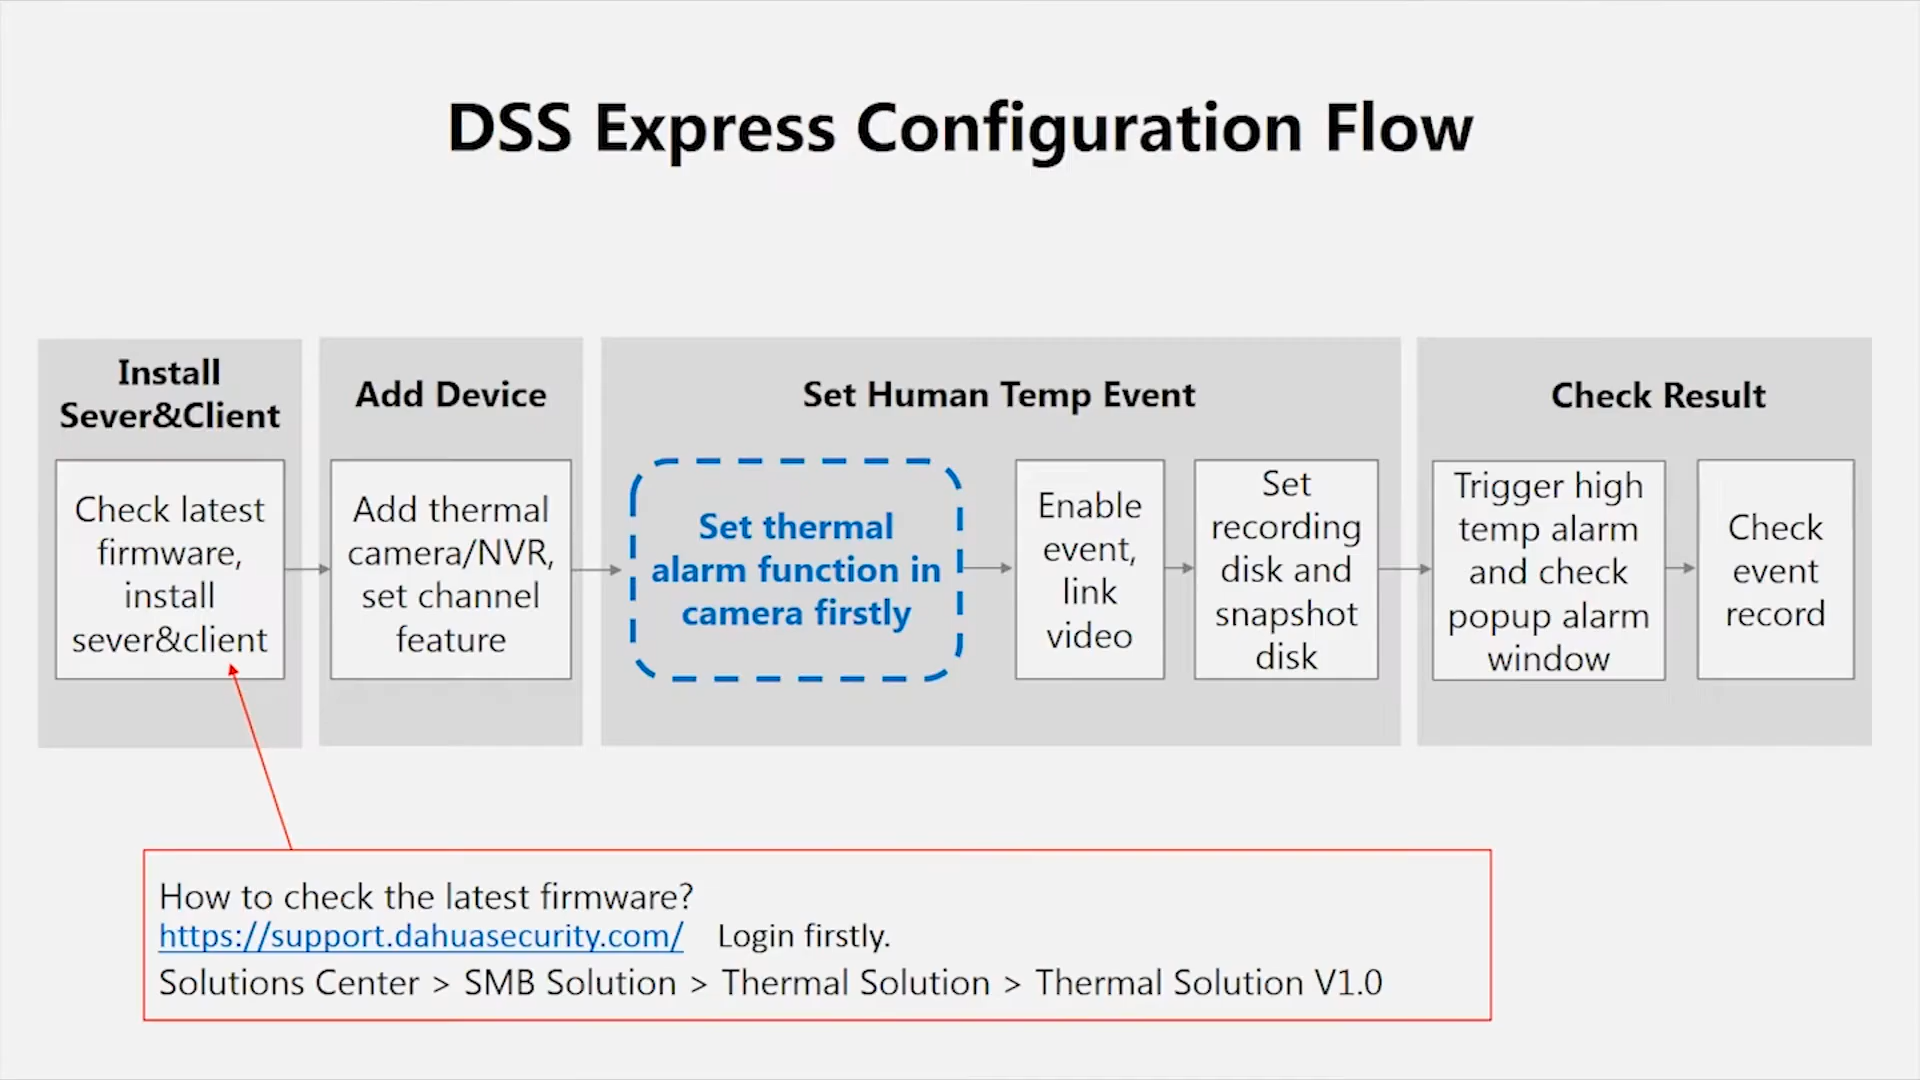 DSS Express Configuration Flow
Install
Sever&Client
Check latest
firmware,
install
sever&client
Add Device
Add thermal
camera/NVR,
set channel
feature
Set Human Temp Event
Set thermal
alarm function in
camera firstly
Enable
event,
link
video
Set
recording
disk and
snapshot
disk
Check Result
Trigger high
temp alarm
and check
popup alarm
window
Check
event
record
How to check the latest firmware?
https://support.dahuasecurity.com/ Login firstly.
Solutions Center > SMB Solution > Thermal Solution > Thermal Solution V1.0